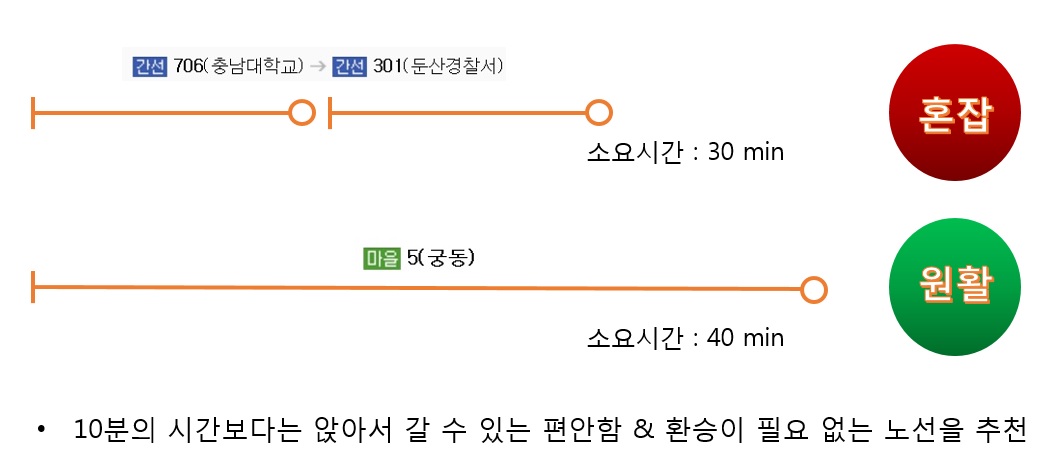 간선 706(충남대학교) → 간선 301(둔산경찰서)
혼잡
소요시간 : 30 min
마을 5(궁동)
원활
소요시간 : 40 min
• 10분의 시간보다는 앉아서 갈 수 있는 편안함 & 환승이 필요 없는 노선을 추천